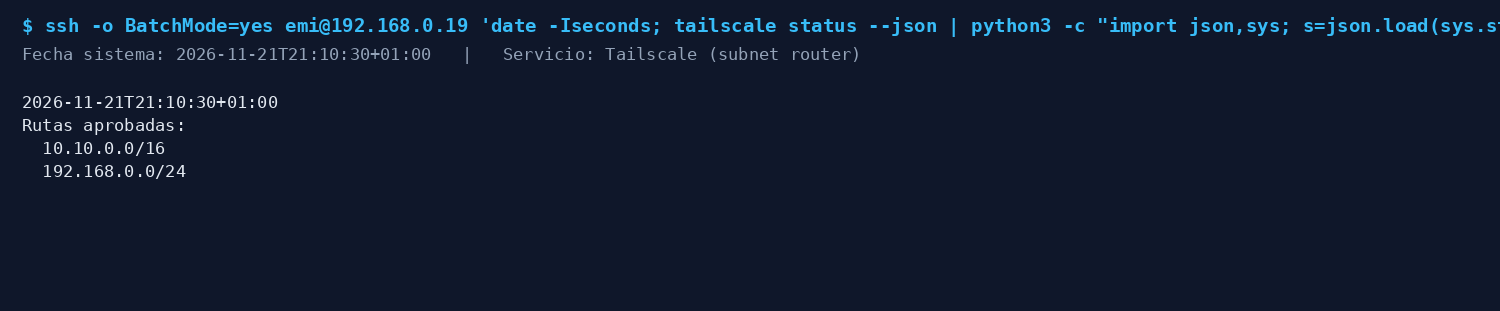 $ ssh -o BatchMode=yes emi@192.168.0.19 'date -Iseconds; tailscale status --json | python3 -c "import json,sys; s=json.load(sys.st
Fecha sistema: 2026-11-21T21:10:30+01:00 | Servicio: Tailscale (subnet router)
2026-11-21T21:10:30+01:00
Rutas aprobadas:
10.10.0.0/16
192.168.0.0/24